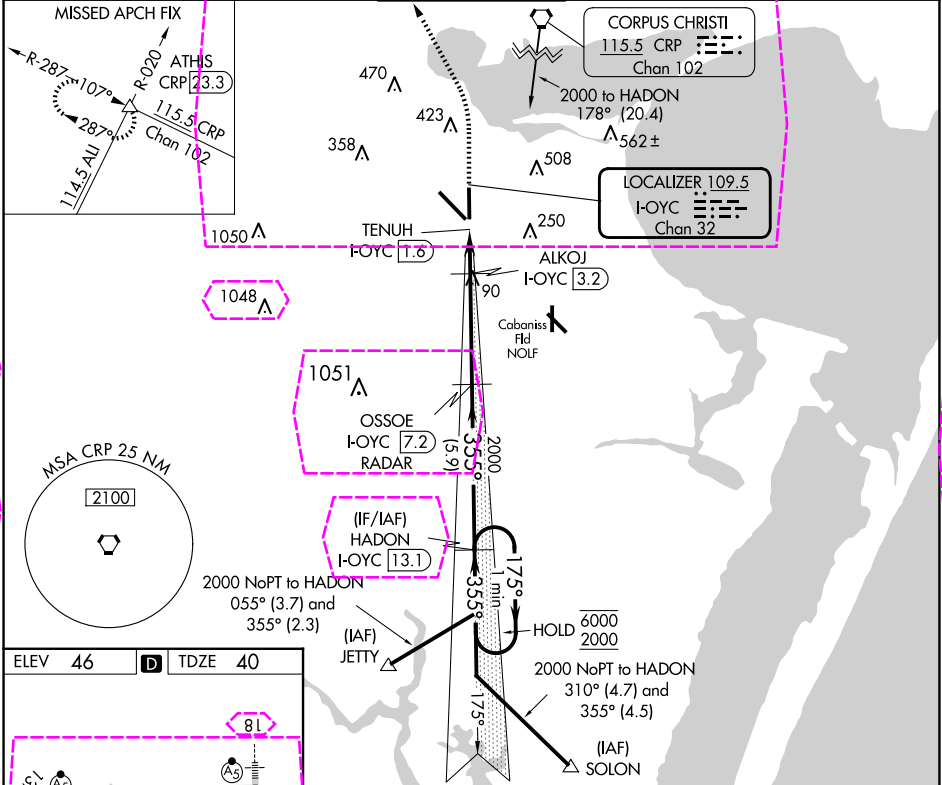 MISSED APCH FIX
R-020
ATHIS
CRP 23.3
R-287
107°
287°
115.5 CRP
Chan 102
114.5 ALI
CORPUS CHRISTI
115.5 CRP
Chan 102
2000 to HADON
178° (20.4)
470
423
358
562 ±
508
LOCALIZER 109.5
I-OYC
Chan 32
250
1050
TENUH
I-OYC 1.6
ALKOJ
I-OYC 3.2
90
1048
Cabaniss
Fld
NOLF
1051
OSSOE
I-OYC 7.2
RADAR
355°
(5.9)
2000
MSA CRP 25 NM
2100
(IF/IAF)
HADON
I-OYC 13.1
175°
1 min
355°
2000 NoPT to HADON
055° (3.7) and
355° (2.3)
HOLD 6000
2000
(IAF)
JETTY
2000 NoPT to HADON
310° (4.7) and
355° (4.5)
175°
(IAF)
SOLON
ELEV 46 D TDZE 40
18
A5
13
A5